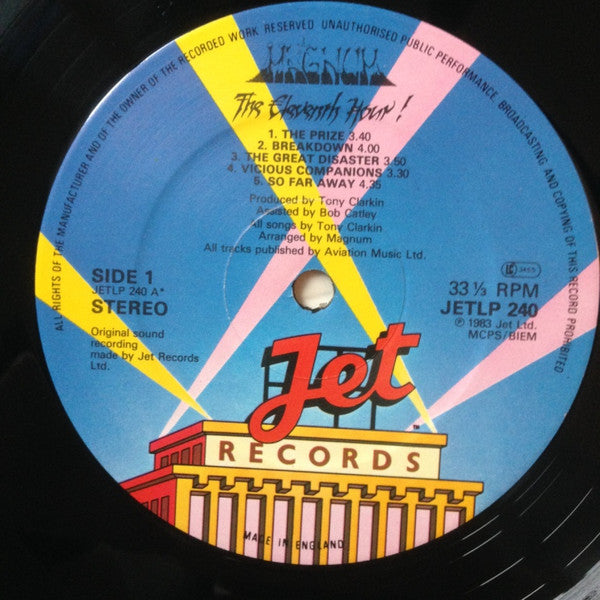 ALL RIGHTS OF THE MANUFACTURER AND OF THE OWNER OF THE RECORDED WORK RESERVED UNAUTHORISED PUBLIC PERFORMANCE, BROADCASTING AND COPYING OF THIS RECORD PROHIBITED
MAGNUM
The Eleventh Hour!
1. THE PRIZE 3.40
2. BREAKDOWN 4.00
3. THE GREAT DISASTER 3.50
4. VICIOUS COMPANIONS 3.30
5. SO FAR AWAY 4.35
Produced by Tony Clarkin
Assisted by Bob Catley
All songs by Tony Clarkin
Arranged by Magnum
All tracks published by Aviation Music Ltd.
SIDE 1
JETLP 240 A*
STEREO
Original sound
recording
made by Jet Records
Ltd.
33 ⅓ RPM
JETLP 240
℗ 1983 Jet Ltd.
MCPS/BIEM
Jet
TM
RECORDS
MADE IN ENGLAND